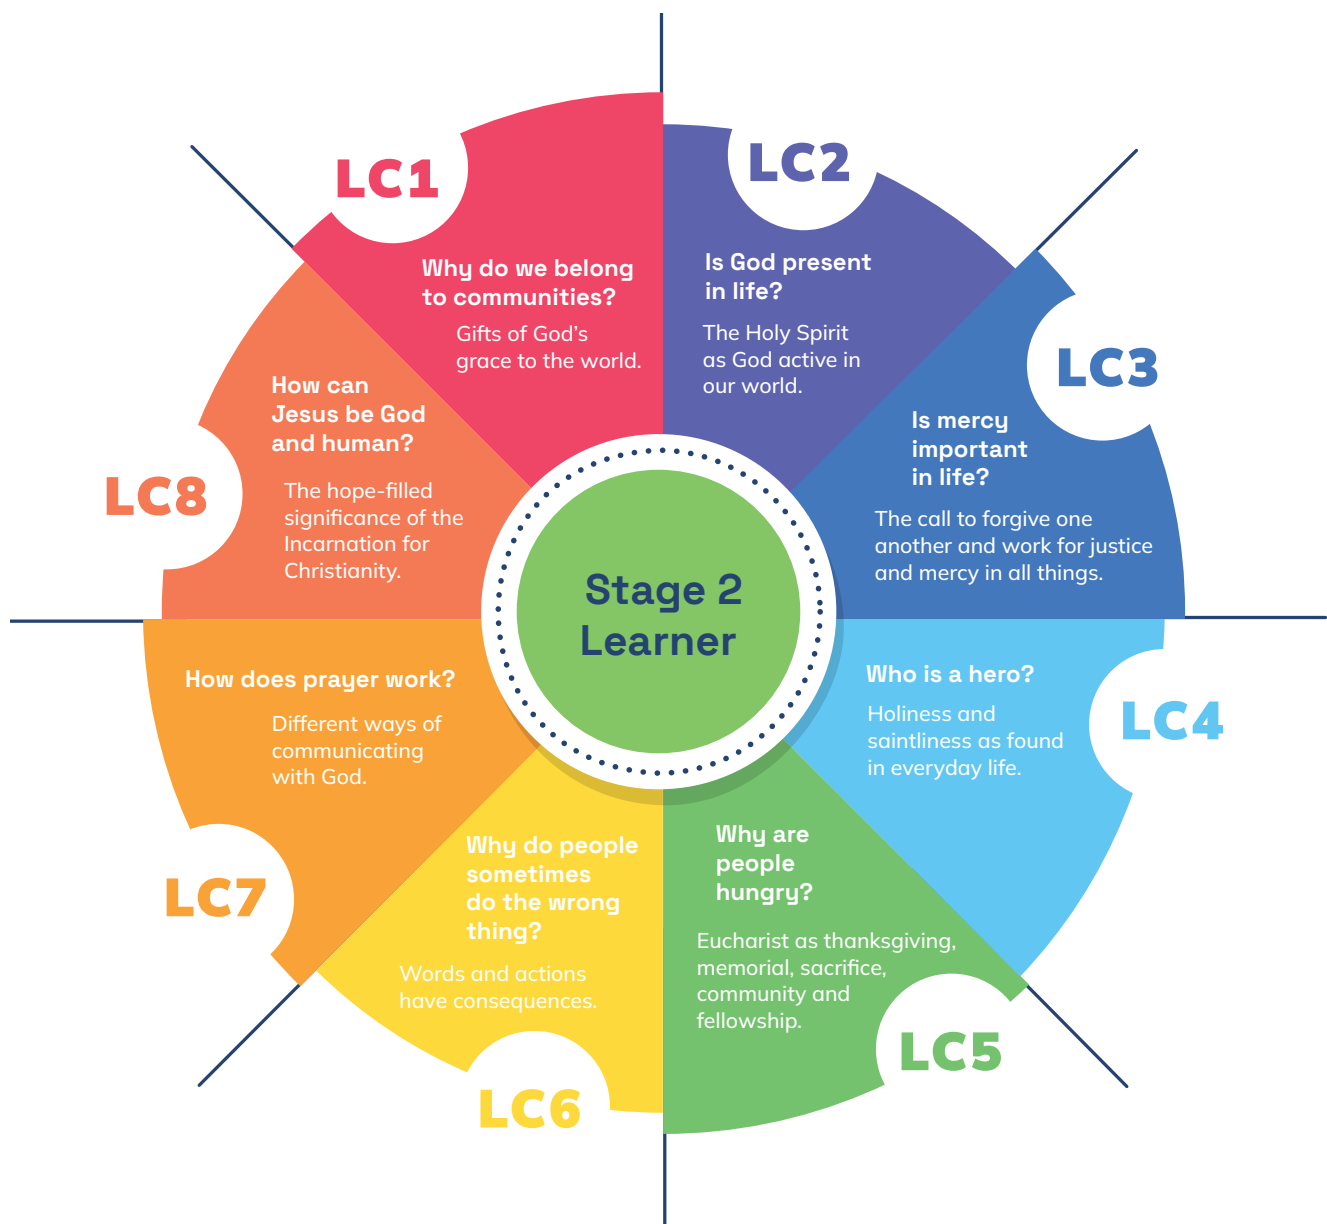 LC1
Why do we belong
to communities?
Gifts of God’s
grace to the world.
LC2
Is God present
in life?
The Holy Spirit
as God active in
our world.
LC3
Is mercy
important
in life?
The call to forgive one
another and work for justice
and mercy in all things.
LC4
Who is a hero?
Holiness and
saintliness as found
in everyday life.
LC5
Why are
people
hungry?
Eucharist as thanksgiving,
memorial, sacrifice,
community and
fellowship.
LC6
Why do people
sometimes
do the wrong
thing?
Words and actions
have consequences.
LC7
How does prayer work?
Different ways of
communicating
with God.
LC8
How can
Jesus be God
and human?
The hope-filled
significance of the
Incarnation for
Christianity.
Stage 2
Learner